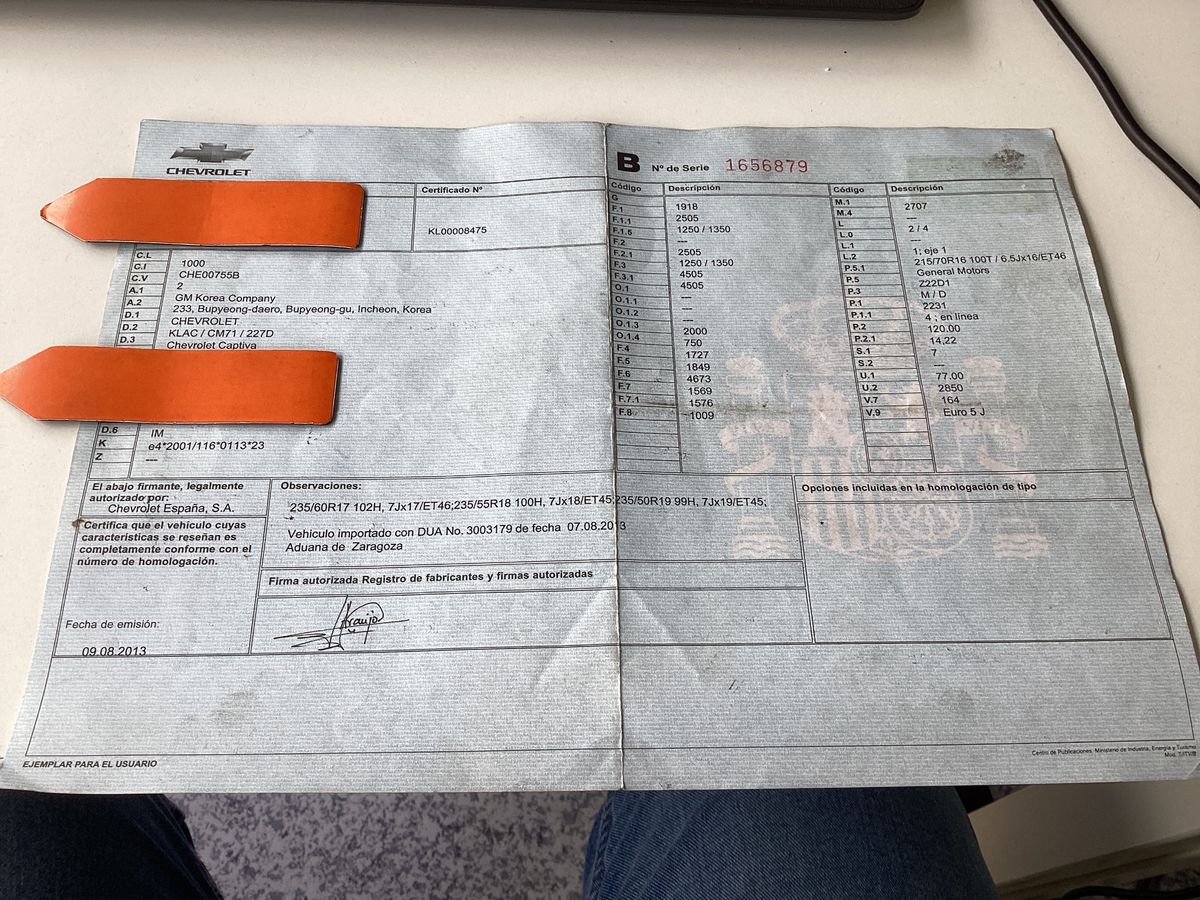 CHEVROLET
Certificado Nº
KL00008475
C.L
C.I 1000
C.V CHE00755B
A.1 2
A.2 GM Korea Company
233, Bupyeong-daero, Bupyeong-gu, Incheon, Korea
D.1 CHEVROLET
D.2 KLAC / CM71 / 227D
D.3 Chevrolet Captiva
D.6 IM
K e4*2001/116*0113*23
Z ---
El abajo firmante, legalmente
autorizado por:
Chevrolet España, S.A.
Certifica que el vehículo cuyas
características se reseñan es
completamente conforme con el
número de homologación.
Fecha de emisión:
09.08.2013
Observaciones:
235/60R17 102H, 7Jx17/ET46;235/55R18 100H, 7Jx18/ET45;235/50R19 99H, 7Jx19/ET45;
Vehiculo importado con DUA No. 3003179 de fecha 07.08.2013
Aduana de Zaragoza
Firma autorizada Registro de fabricantes y firmas autorizadas
Araujo
EJEMPLAR PARA EL USUARIO
B Nº de Serie 1656879
Código Descripción
G
F.1 1918
F.1.1 2505
F.1.5 1250 / 1350
F.2 ---
F.2.1 2505
F.3 1250 / 1350
F.3.1 4505
O.1 4505
O.1.1 ---
O.1.2 ---
O.1.3 ---
O.1.4 2000
F.4 750
F.5 1727
F.6 1849
F.7 4673
F.7.1 1569
F.8 1576
1009
Código Descripción
M.1 2707
M.4 ---
L 2 / 4
L.0 ---
L.1 1; eje 1
L.2 215/70R16 100T / 6.5Jx16/ET46
P.5.1 General Motors
P.5 Z22D1
P.3 M / D
P.1 2231
P.1.1 4 ; en línea
P.2 120.00
P.2.1 14,22
S.1 7
S.2 ---
U.1 77.00
U.2 2850
V.7 164
V.9 Euro 5 J
Opciones incluidas en la homologación de tipo
Centro de Publicaciones. Ministerio de Industria, Energía y Turismo